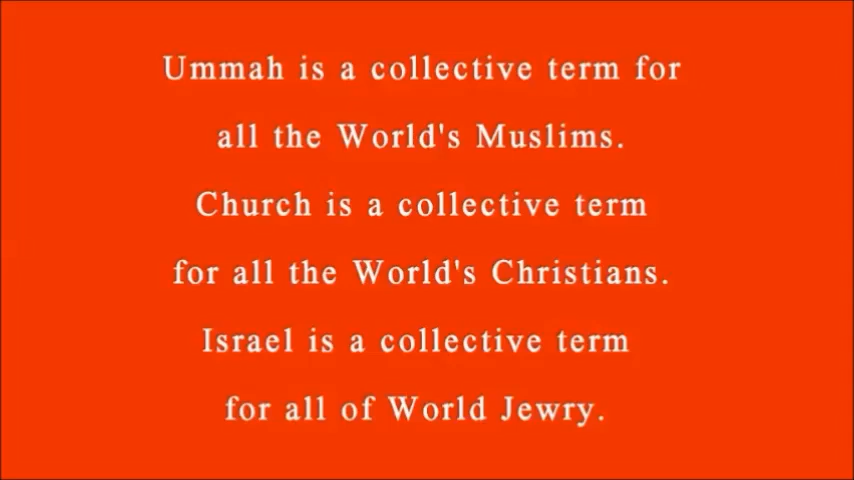 Ummah is a collective term for
all the World's Muslims.
Church is a collective term
for all the World's Christians.
Israel is a collective term
for all of World Jewry.